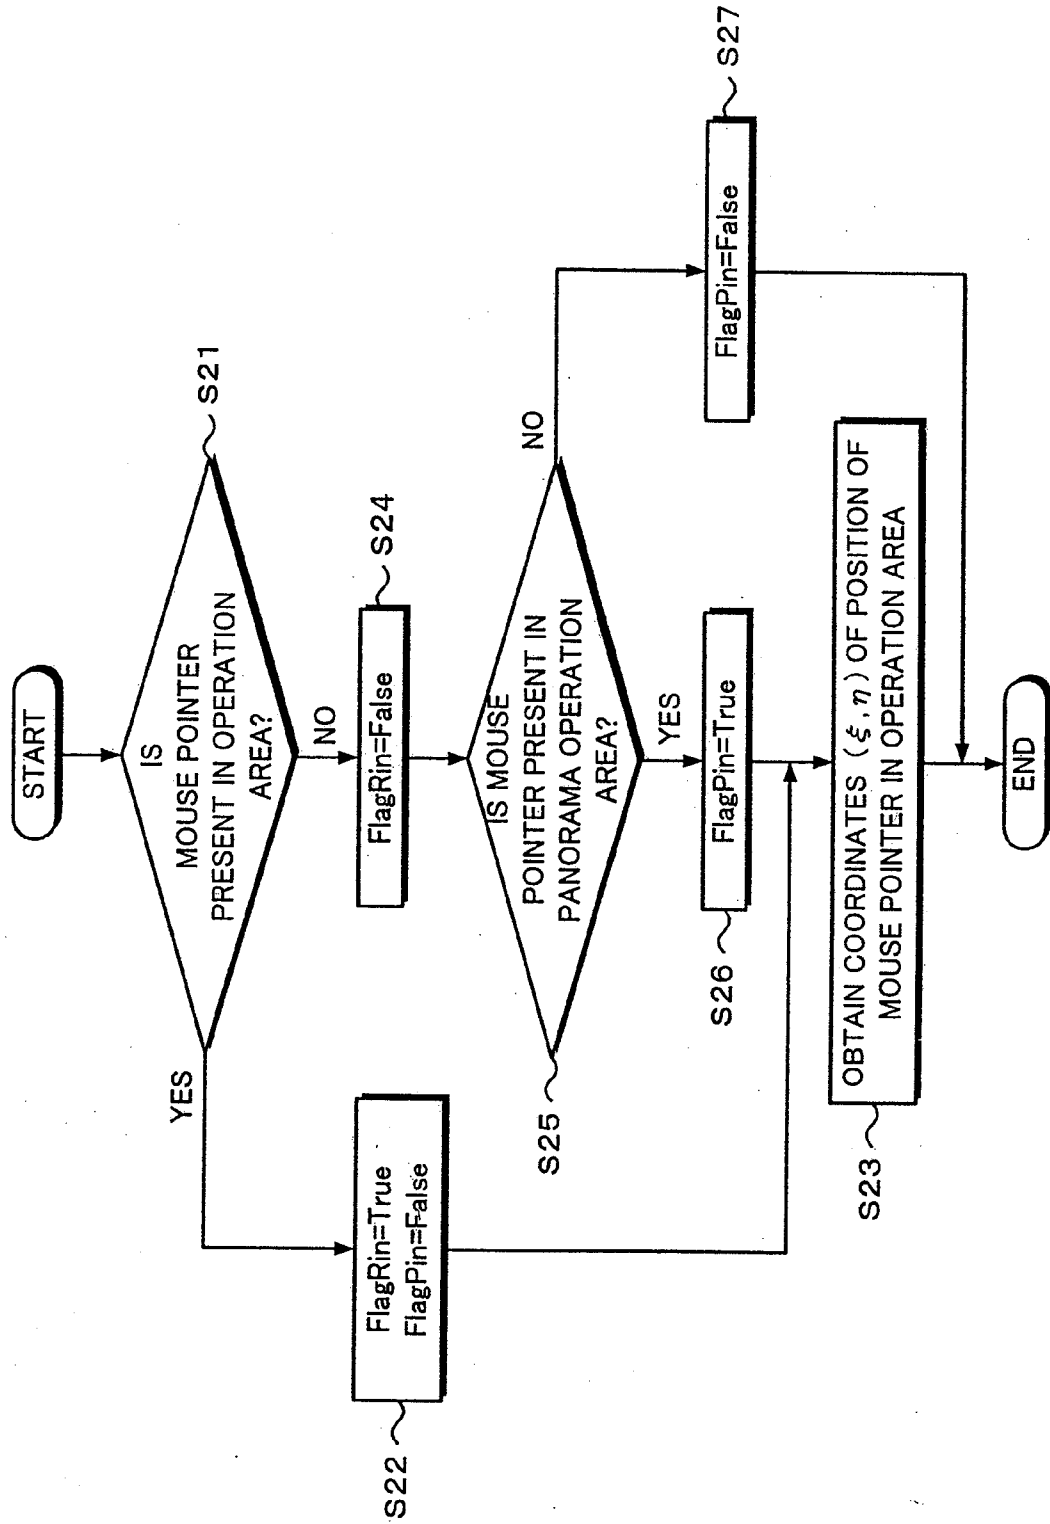 START
IS
MOUSE POINTER
PRESENT IN OPERATION
AREA?
S21
YES
NO
FlagRin=True
FlagPin=False
S22
FlagRin=False
S24
IS MOUSE
POINTER PRESENT IN
PANORAMA OPERATION
AREA?
S25
NO
YES
FlagPin=True
S26
FlagPin=False
S27
OBTAIN COORDINATES (ξ, η) OF POSITION OF
MOUSE POINTER IN OPERATION AREA
S23
END